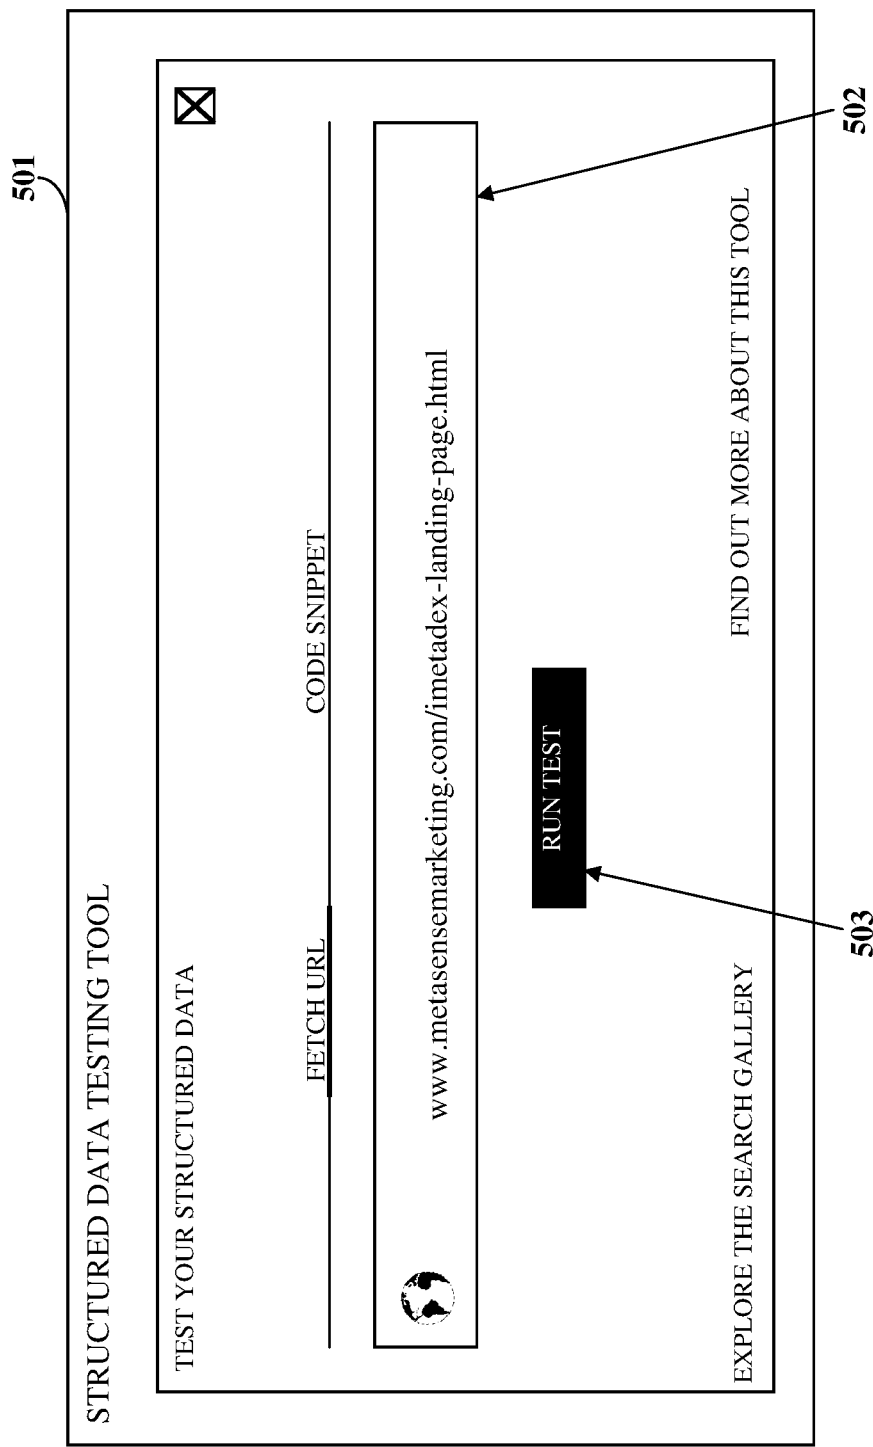 501
STRUCTURED DATA TESTING TOOL
TEST YOUR STRUCTURED DATA
FETCH URL
CODE SNIPPET
www.metasensemarketing.com/imetadex-landing-page.html
502
RUN TEST
503
EXPLORE THE SEARCH GALLERY
FIND OUT MORE ABOUT THIS TOOL